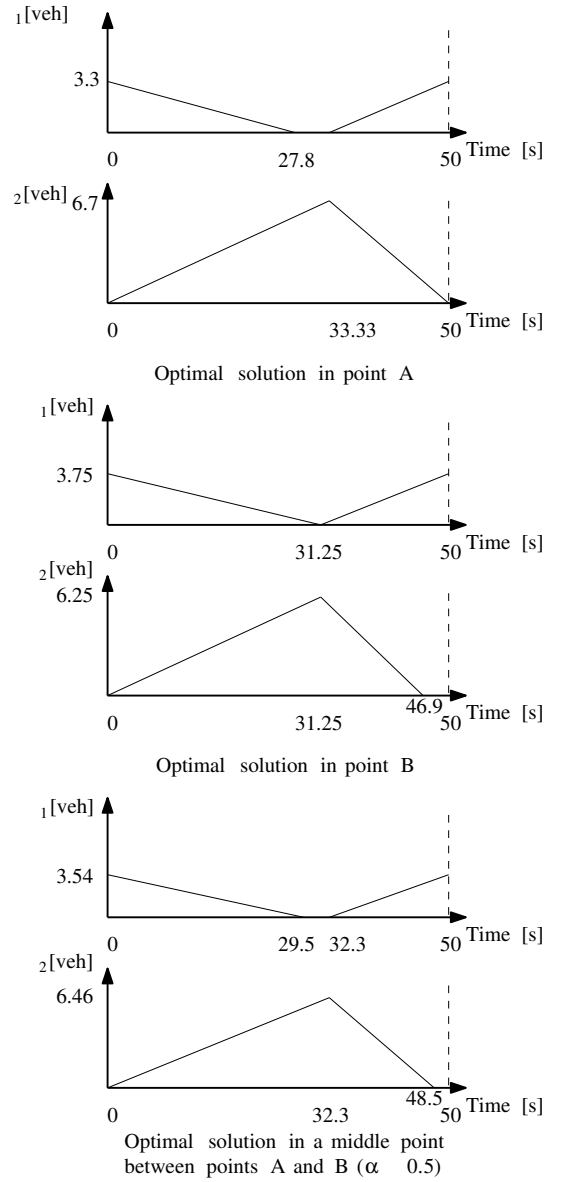 1[veh]
3.3
0 27.8 50 Time [s]
2[veh] 6.7
0 33.33 50 Time [s]
Optimal solution in point A
1[veh]
3.75
0 31.25 50 Time [s]
2[veh]
6.25
46.9
0 31.25 50 Time [s]
Optimal solution in point B
1[veh]
3.54
0 29.5 32.3 50 Time [s]
2[veh]
6.46
48.5
0 32.3 50 Time [s]
Optimal solution in a middle point
between points A and B (α 0.5)